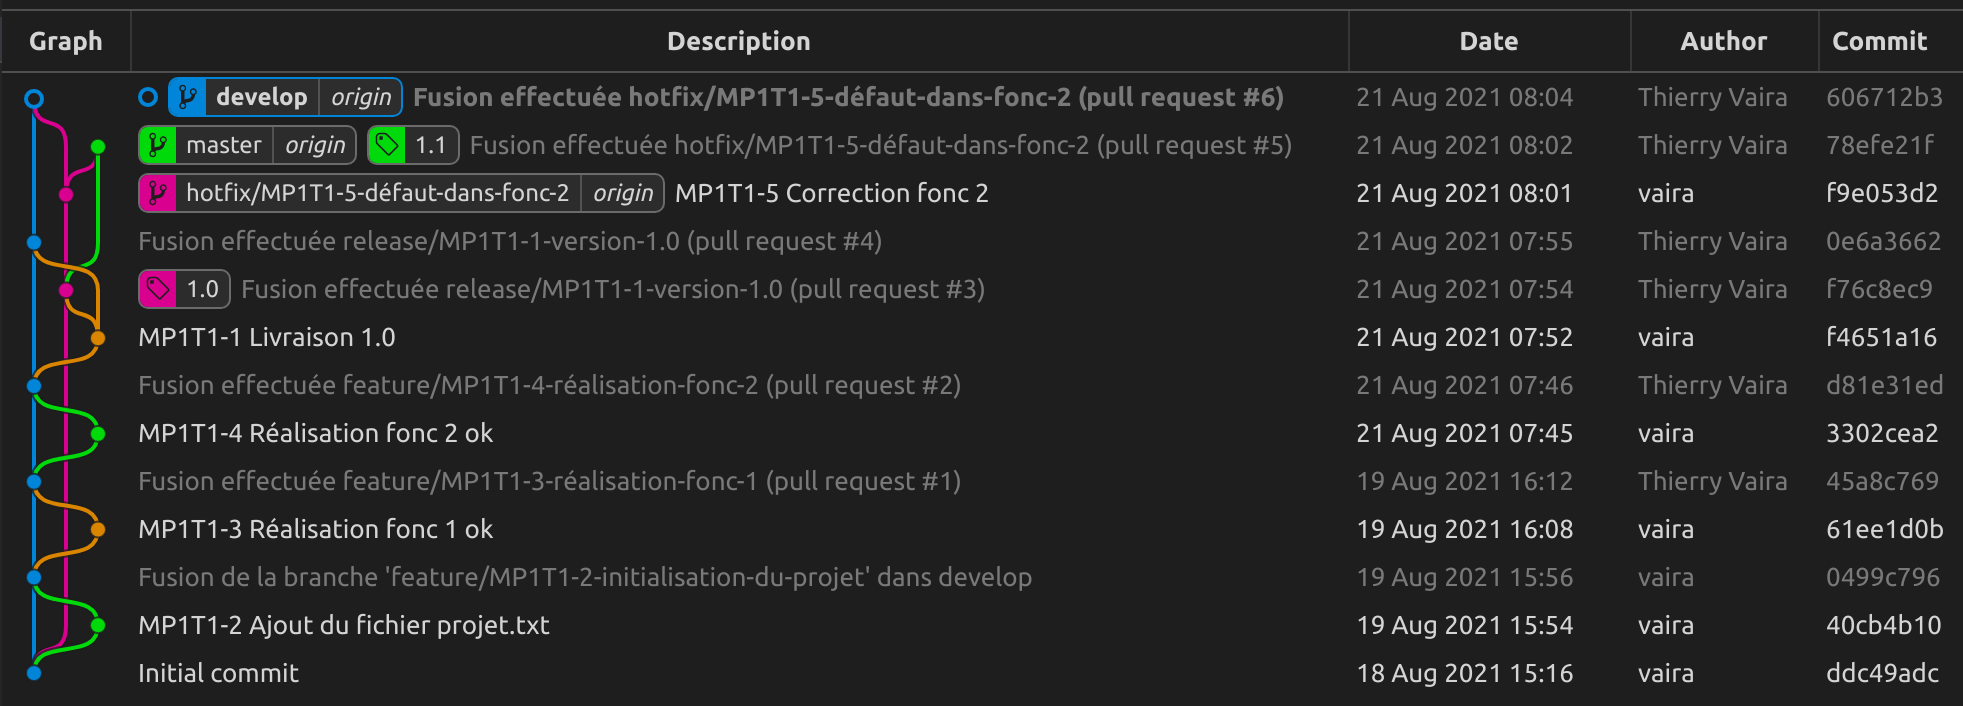 Graph Description Date Author Commit
develop origin Fusion effectuée hotfix/MP1T1-5-défaut-dans-fonc-2 (pull request #6) 21 Aug 2021 08:04 Thierry Vaira 606712b3
master origin 1.1 Fusion effectuée hotfix/MP1T1-5-défaut-dans-fonc-2 (pull request #5) 21 Aug 2021 08:02 Thierry Vaira 78efe21f
hotfix/MP1T1-5-défaut-dans-fonc-2 origin MP1T1-5 Correction fonc 2 21 Aug 2021 08:01 vaira f9e053d2
Fusion effectuée release/MP1T1-1-version-1.0 (pull request #4) 21 Aug 2021 07:55 Thierry Vaira 0e6a3662
1.0 Fusion effectuée release/MP1T1-1-version-1.0 (pull request #3) 21 Aug 2021 07:54 Thierry Vaira f76c8ec9
MP1T1-1 Livraison 1.0 21 Aug 2021 07:52 vaira f4651a16
Fusion effectuée feature/MP1T1-4-réalisation-fonc-2 (pull request #2) 21 Aug 2021 07:46 Thierry Vaira d81e31ed
MP1T1-4 Réalisation fonc 2 ok 21 Aug 2021 07:45 vaira 3302cea2
Fusion effectuée feature/MP1T1-3-réalisation-fonc-1 (pull request #1) 19 Aug 2021 16:12 Thierry Vaira 45a8c769
MP1T1-3 Réalisation fonc 1 ok 19 Aug 2021 16:08 vaira 61ee1d0b
Fusion de la branche 'feature/MP1T1-2-initialisation-du-projet' dans develop 19 Aug 2021 15:56 vaira 0499c796
MP1T1-2 Ajout du fichier projet.txt 19 Aug 2021 15:54 vaira 40cb4b10
Initial commit 18 Aug 2021 15:16 vaira ddc49adc